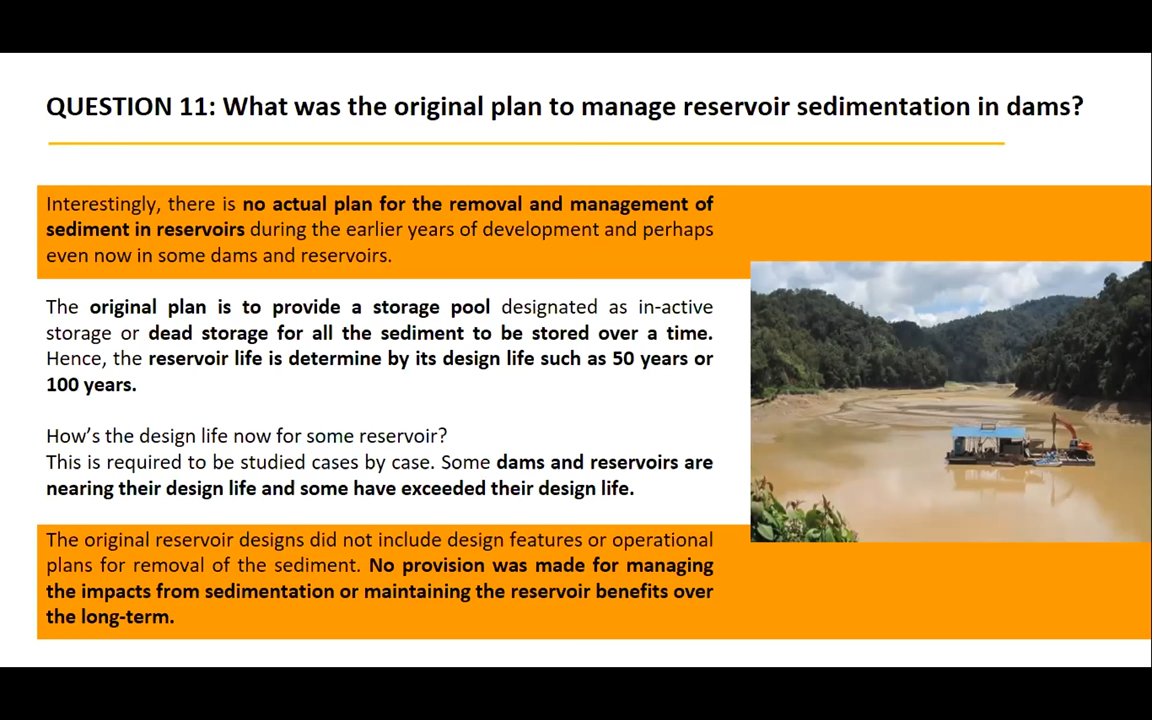 QUESTION 11: What was the original plan to manage reservoir sedimentation in dams?
Interestingly, there is no actual plan for the removal and management of
sediment in reservoirs during the earlier years of development and perhaps
even now in some dams and reservoirs.
The original plan is to provide a storage pool designated as in-active
storage or dead storage for all the sediment to be stored over a time.
Hence, the reservoir life is determine by its design life such as 50 years or
100 years.
How's the design life now for some reservoir?
This is required to be studied cases by case. Some dams and reservoirs are
nearing their design life and some have exceeded their design life.
The original reservoir designs did not include design features or operational
plans for removal of the sediment. No provision was made for managing
the impacts from sedimentation or maintaining the reservoir benefits over
the long-term.